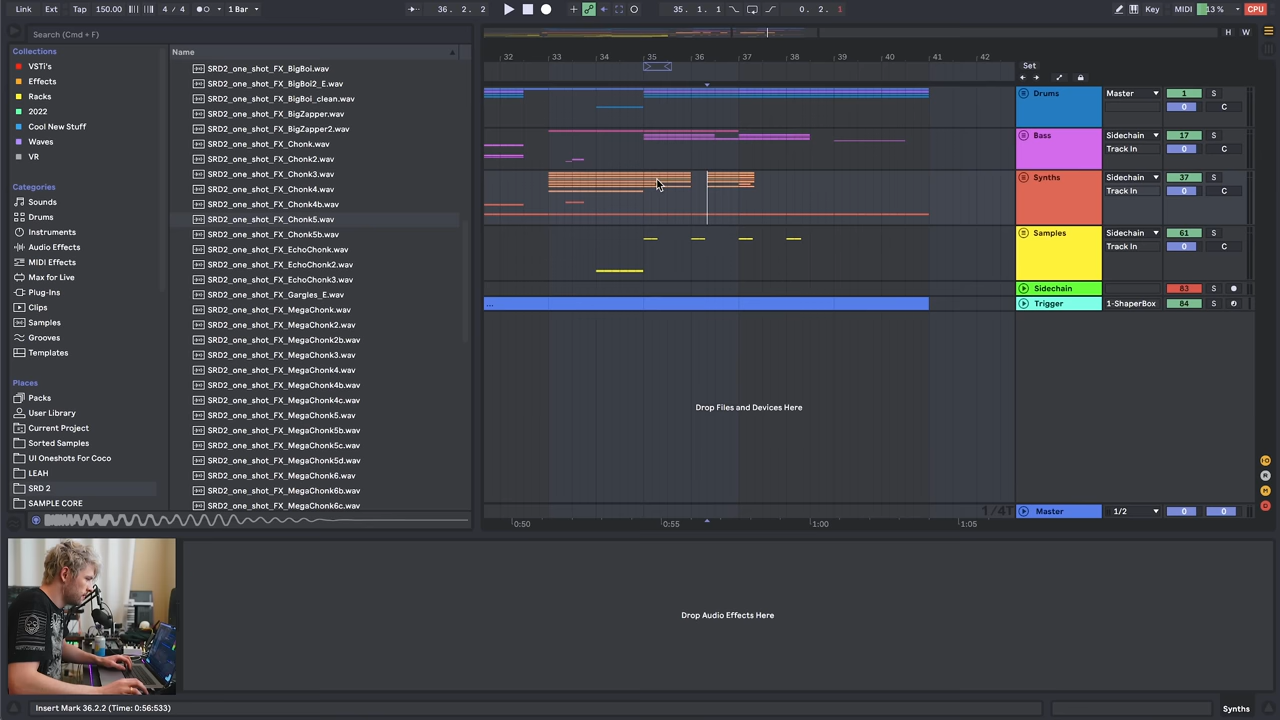 Link Ext Tap 150.00 4 / 4 1 Bar 36. 2. 2 35. 1. 1 0. 2. 1 Key MIDI 13 % CPU
Search (Cmd + F)
H W
Collections Name
VSTi's
Effects
Racks
2022
Cool New Stuff
Waves
VR
Categories
Sounds
Drums
Instruments
Audio Effects
MIDI Effects
Max for Live
Plug-Ins
Clips
Samples
Grooves
Templates
Places
Packs
User Library
Current Project
Sorted Samples
UI Oneshots For Coco
LEAH
SRD 2
SAMPLE CORE
SRD2_one_shot_FX_BigBoi.wav
SRD2_one_shot_FX_BigBoi2_E.wav
SRD2_one_shot_FX_BigBoi_clean.wav
SRD2_one_shot_FX_BigZapper.wav
SRD2_one_shot_FX_BigZapper2.wav
SRD2_one_shot_FX_Chonk.wav
SRD2_one_shot_FX_Chonk2.wav
SRD2_one_shot_FX_Chonk3.wav
SRD2_one_shot_FX_Chonk4.wav
SRD2_one_shot_FX_Chonk4b.wav
SRD2_one_shot_FX_Chonk5.wav
SRD2_one_shot_FX_Chonk5b.wav
SRD2_one_shot_FX_EchoChonk.wav
SRD2_one_shot_FX_EchoChonk2.wav
SRD2_one_shot_FX_EchoChonk3.wav
SRD2_one_shot_FX_Gargles_E.wav
SRD2_one_shot_FX_MegaChonk.wav
SRD2_one_shot_FX_MegaChonk2.wav
SRD2_one_shot_FX_MegaChonk2b.wav
SRD2_one_shot_FX_MegaChonk3.wav
SRD2_one_shot_FX_MegaChonk4.wav
SRD2_one_shot_FX_MegaChonk4b.wav
SRD2_one_shot_FX_MegaChonk4c.wav
SRD2_one_shot_FX_MegaChonk5.wav
SRD2_one_shot_FX_MegaChonk5b.wav
SRD2_one_shot_FX_MegaChonk5c.wav
SRD2_one_shot_FX_MegaChonk5d.wav
SRD2_one_shot_FX_MegaChonk6.wav
SRD2_one_shot_FX_MegaChonk6b.wav
SRD2_one_shot_FX_MegaChonk6c.wav
32 33 34 35 36 37 38 39 40 41 42
Set
Drums Master 1 S
0 C
Bass Sidechain 17 S
Track In 0 C
Synths Sidechain 37 S
Track In 0 C
Samples Sidechain 61 S
Track In 0 C
Sidechain 83 S
... Trigger 1-ShaperBox 84 S
Drop Files and Devices Here
IO
R
M
D
1/4T Master 1/2 0 0
0:50 0:55 1:00 1:05
Drop Audio Effects Here
Insert Mark 36.2.2 (Time: 0:56:533) Synths